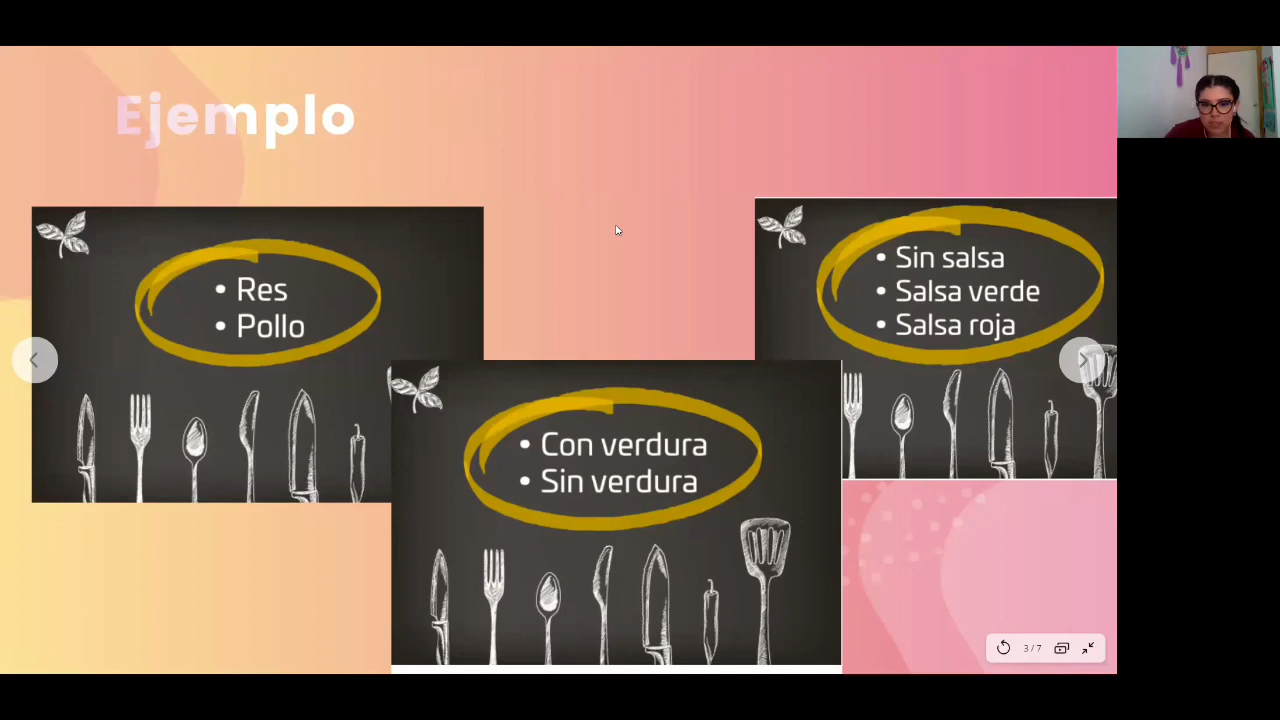 Ejemplo
• Res
• Pollo
• Con verdura
• Sin verdura
• Sin salsa
• Salsa verde
• Salsa roja
3 / 7